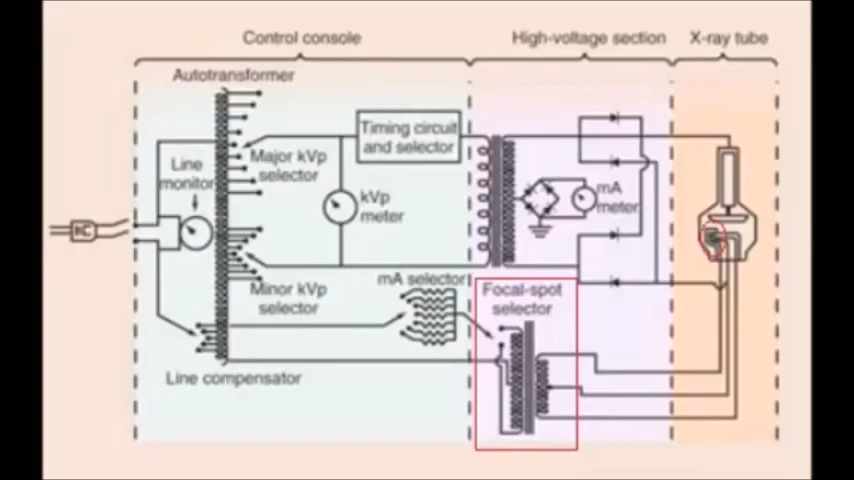 Control console
High-voltage section
X-ray tube
Autotransformer
Timing circuit
and selector
Major kVp
selector
Line
monitor
kVp
meter
mA
meter
Minor kVp
selector
mA selector
Focal-spot
selector
Line compensator